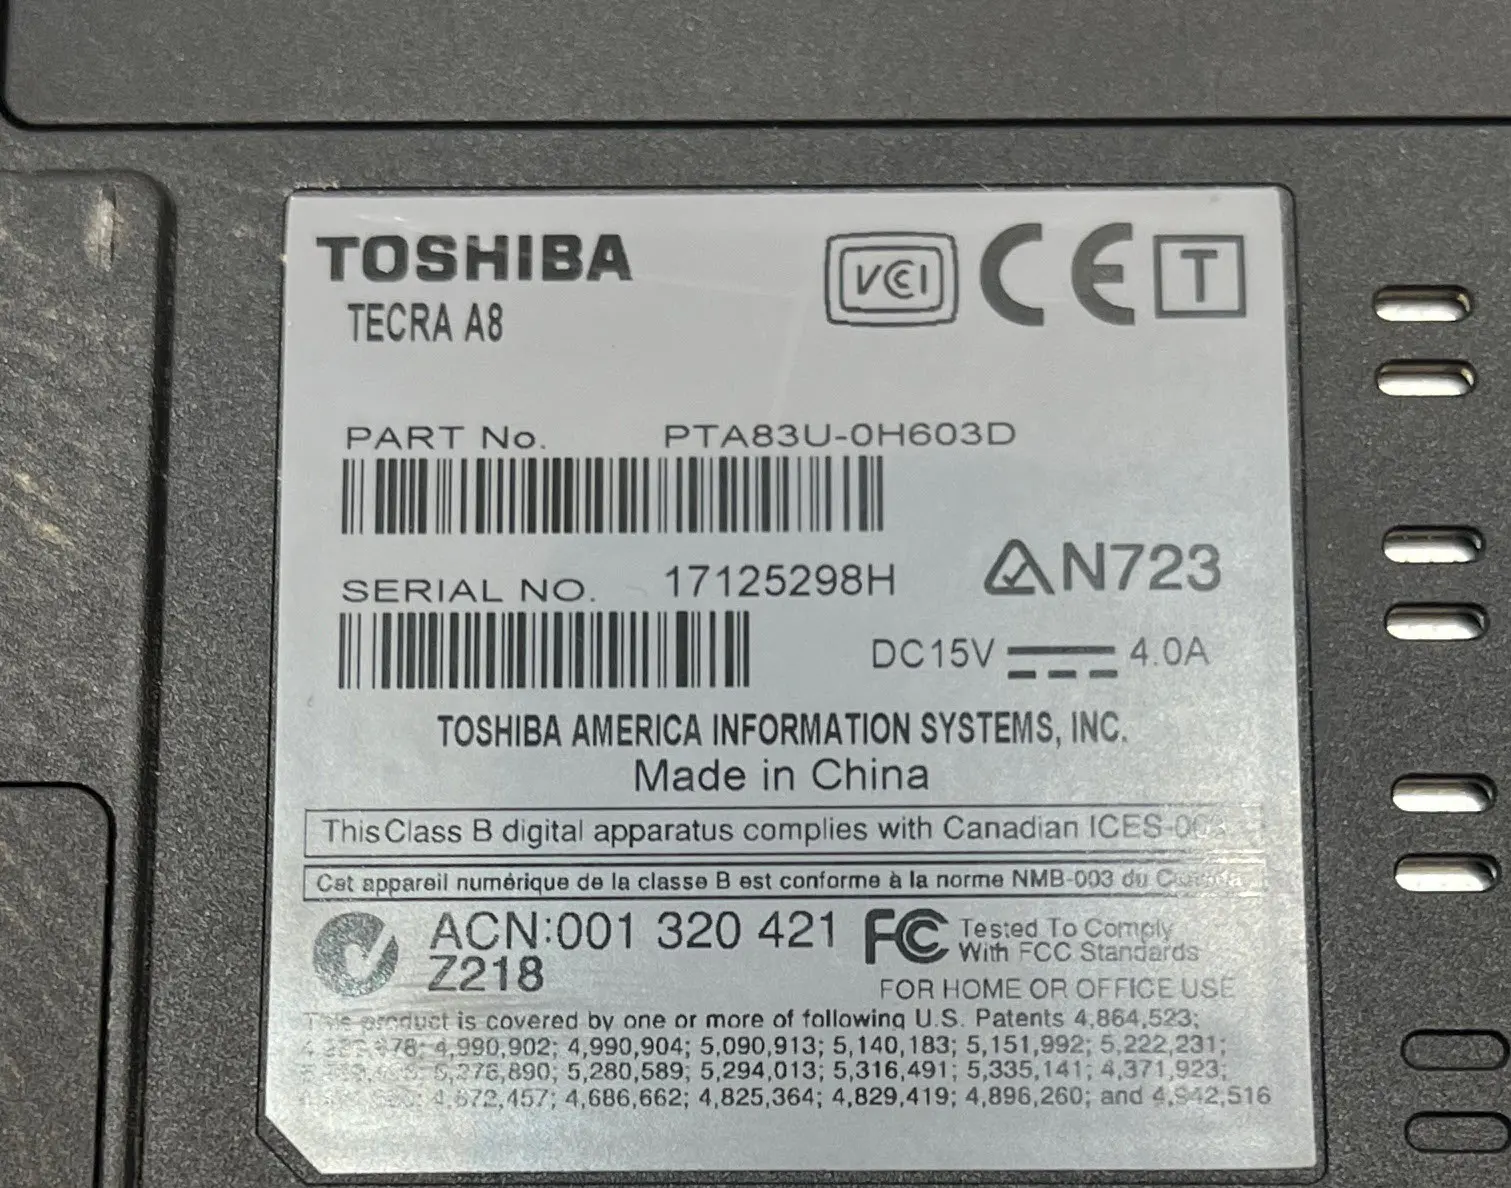 TOSHIBA
TECRA A8
VCCI CE T
PART No. PTA83U-0H603D
SERIAL NO. 17125298H
N723
DC15V 4.0A
TOSHIBA AMERICA INFORMATION SYSTEMS, INC.
Made in China
This Class B digital apparatus complies with Canadian
Cet appareil numérique de la classe B est conforme à la norme NMB-003 du
ACN:001 320 421
Z218
FC Tested To Comply
With FCC Standards
FOR HOME OR OFFICE USE
This product is covered by one or more of following U.S. Patents 4,864,523;
4,990,902; 4,990,904; 5,090,913; 5,140,183; 5,151,992; 5,222,231;
5,276,890; 5,280,589; 5,294,013; 5,316,491; 5,335,141; 4,371,923;
4,672,457; 4,686,662; 4,825,364; 4,829,419; 4,896,260; and 4,942,516